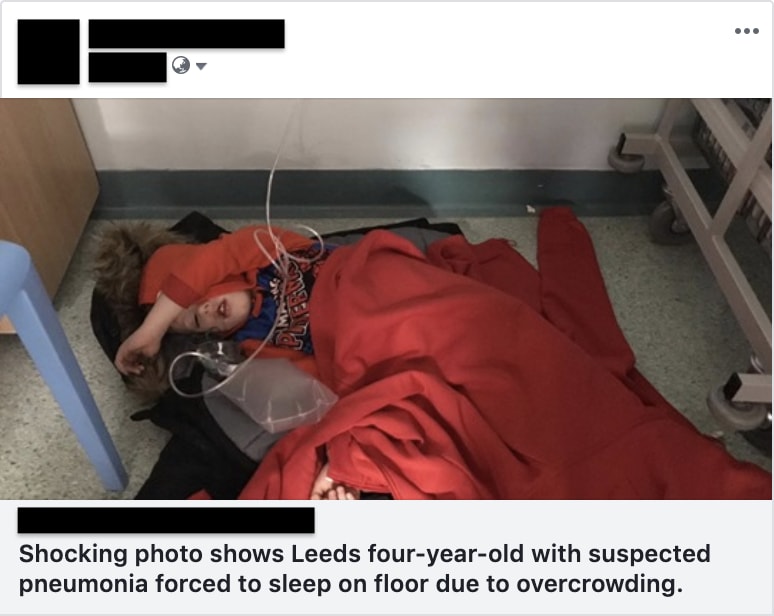 Shocking photo shows Leeds four-year-old with suspected
pneumonia forced to sleep on floor due to overcrowding.